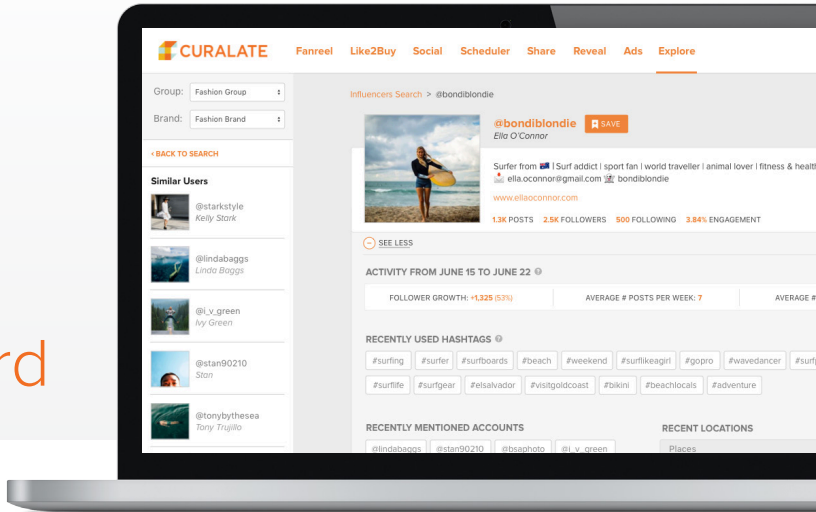 CURALATE
Fanreel Like2Buy Social Scheduler Share Reveal Ads Explore
Group: Fashion Group
Brand: Fashion Brand
< BACK TO SEARCH
Similar Users
@starkstyle
Kelly Stark
@lindabaggs
Linda Baggs
@i_v_green
Ivy Green
@stan90210
Stan
@tonybythesea
Tony Trujillo
rd
Influencers Search > @bondiblondie
@bondiblondie SAVE
Ella O'Connor
Surfer from 🇦🇺 | Surf addict | sport fan | world traveller | animal lover | fitness & health
📩 ella.oconnor@gmail.com bondiblondie
www.ellaoconnor.com
1.3K POSTS 2.5K FOLLOWERS 500 FOLLOWING 3.84% ENGAGEMENT
SEE LESS
ACTIVITY FROM JUNE 15 TO JUNE 22
FOLLOWER GROWTH: +1,325 (53%) AVERAGE # POSTS PER WEEK: 7 AVERAGE #
RECENTLY USED HASHTAGS
#surfing #surfer #surfboards #beach #weekend #surflikeagirl #gopro #wavedancer
#surflife #surfgear #elsalvador #visitgoldcoast #bikini #beachlocals #adventure
RECENTLY MENTIONED ACCOUNTS RECENT LOCATIONS
@lindabaggs @stan90210 @bsaphoto @i_v_green Places